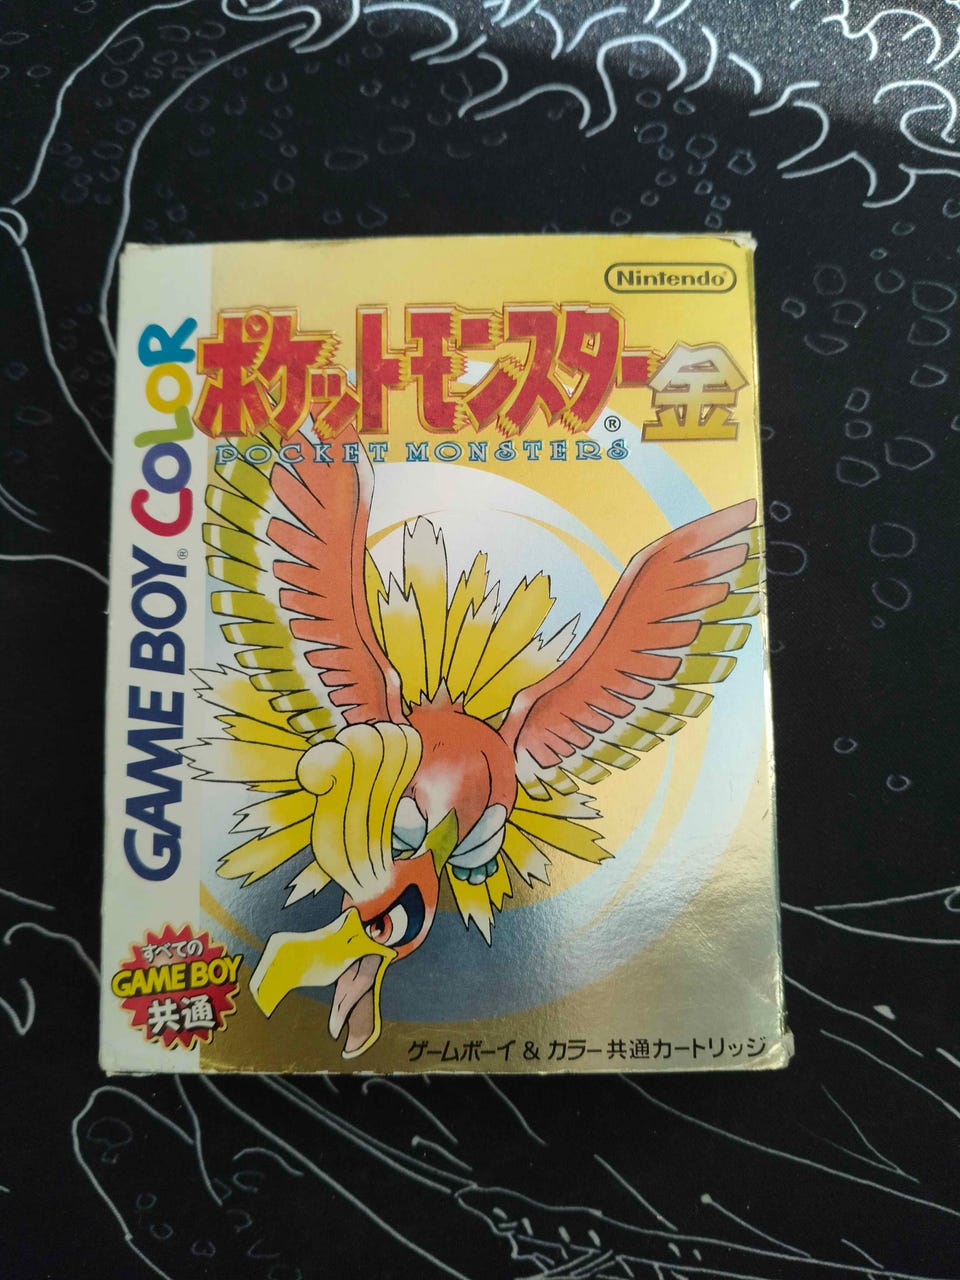 Nintendo®
ポケットモンスター金
®
POCKET MONSTERS
GAME BOY® COLOR
すべての
GAME BOY
共通
ゲームボーイ & カラー共通カートリッジ